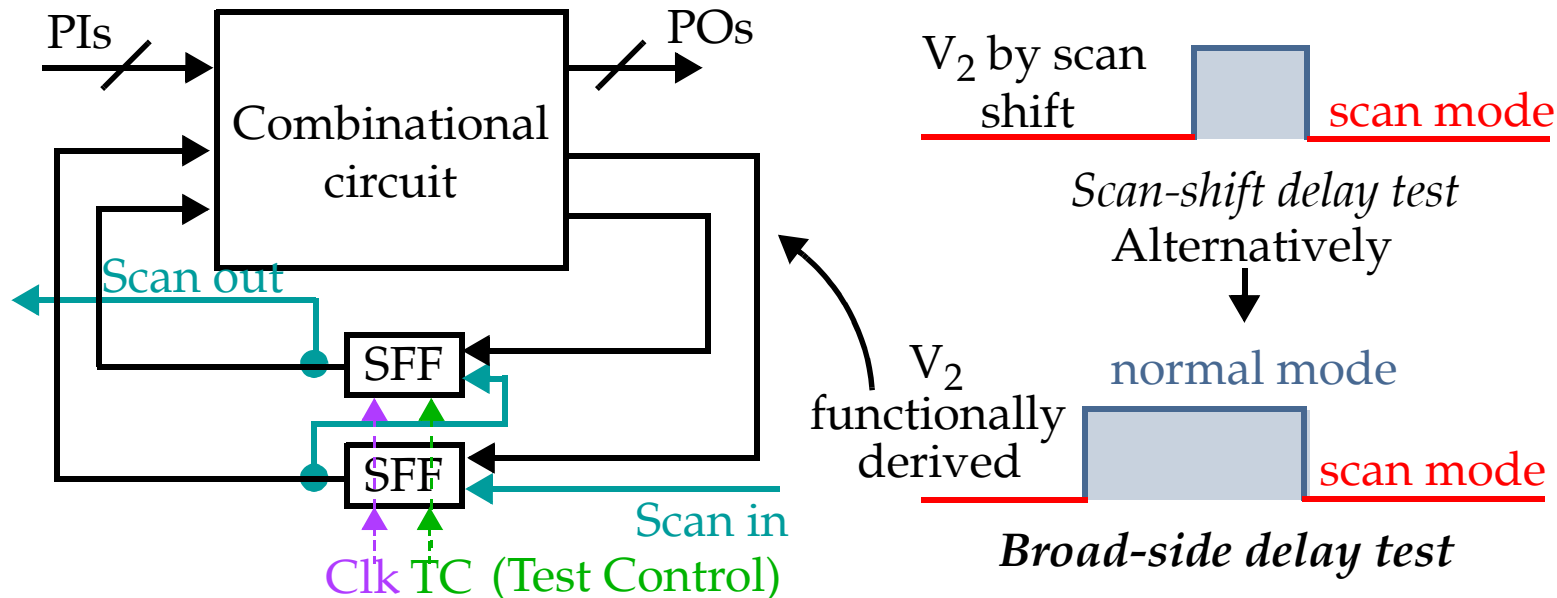 PIs
POs
Combinational
circuit
Scan out
SFF
SFF
Scan in
Clk TC (Test Control)
V₂ by scan
shift
scan mode
Scan-shift delay test
Alternatively
V₂
functionally
derived
normal mode
scan mode
Broad-side delay test